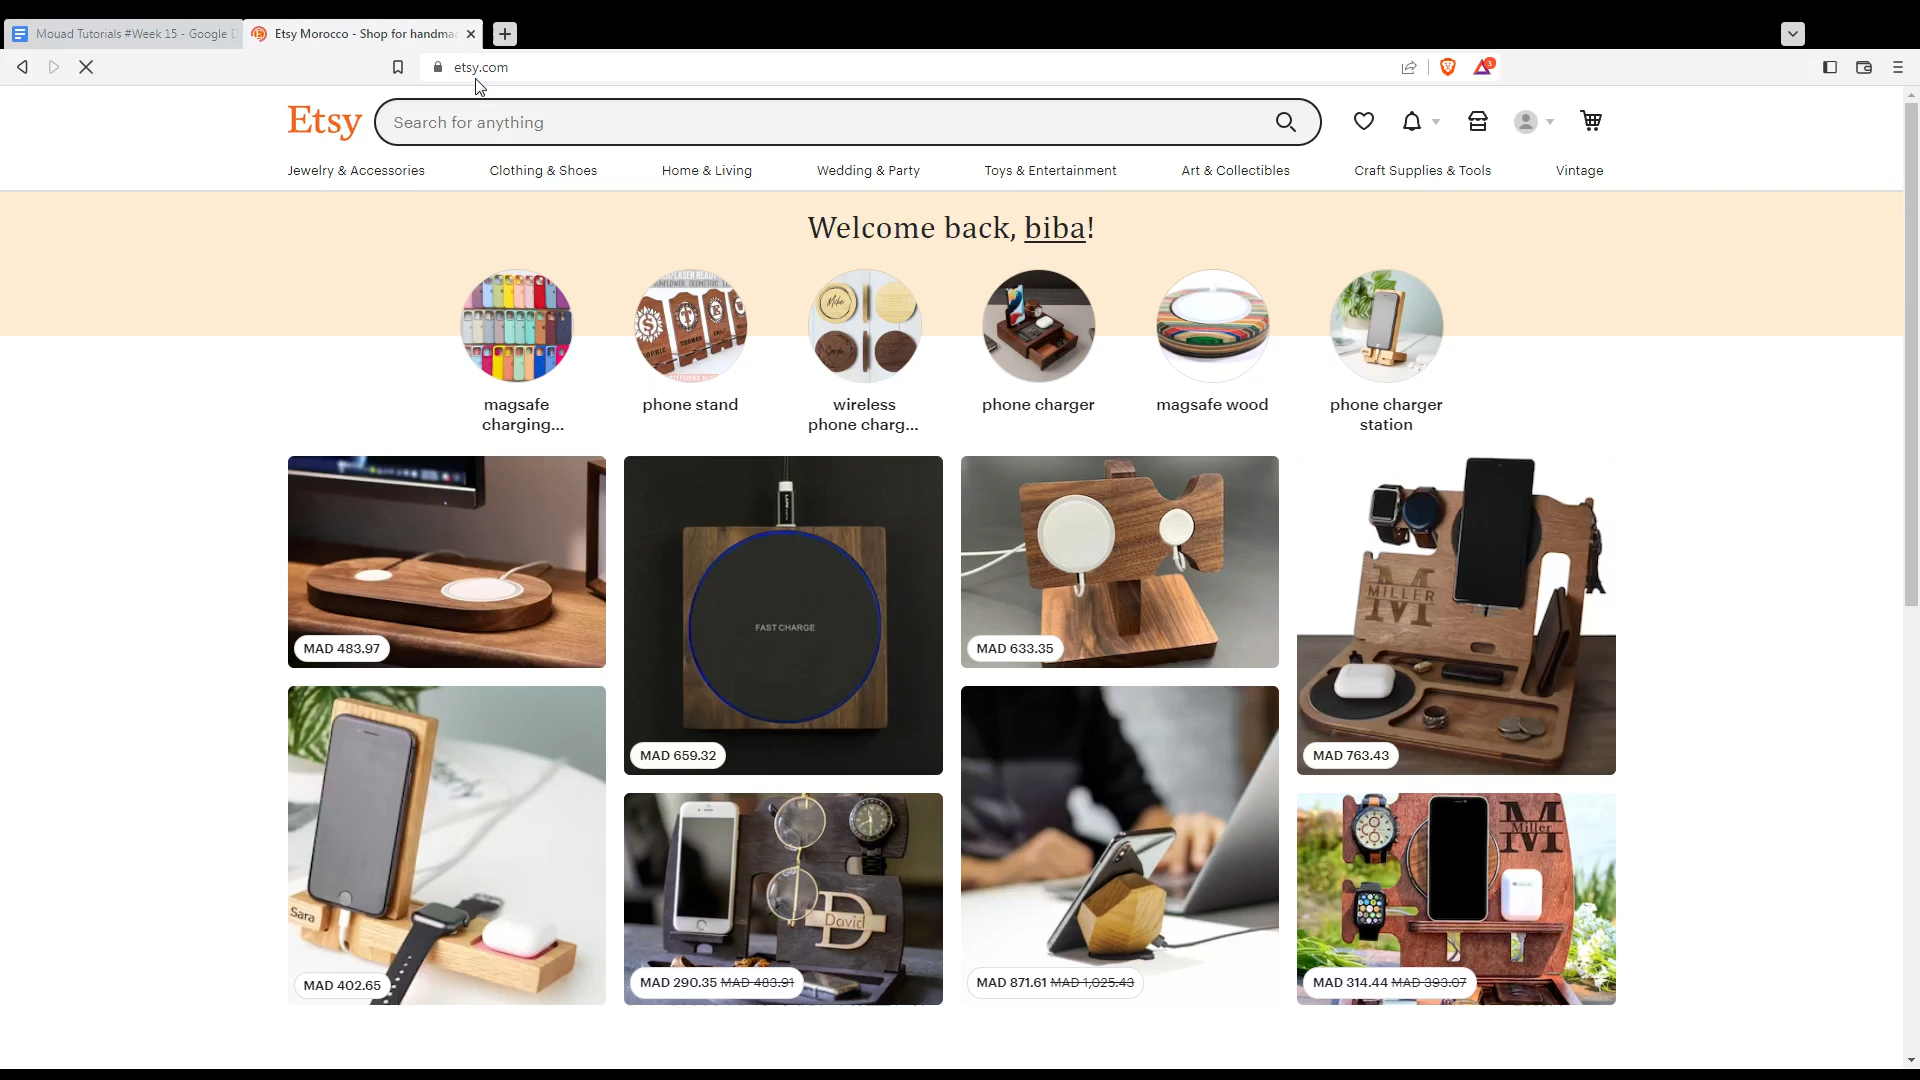 Mouad Tutorials #Week 15 - Google D
Etsy Morocco - Shop for handma
etsy.com
3
Etsy
Search for anything
Jewelry & Accessories
Clothing & Shoes
Home & Living
Wedding & Party
Toys & Entertainment
Art & Collectibles
Craft Supplies & Tools
Vintage
Welcome back, biba!
magsafe
charging...
phone stand
wireless
phone charg...
phone charger
magsafe wood
phone charger
station
MAD 483.97
FAST CHARGE
MAD 659.32
MAD 633.35
MILLER
MAD 763.43
Sara
MAD 402.65
David
MAD 290.35 MAD 483.91
MAD 871.61 MAD 1,025.43
Miller
MAD 314.44 MAD 393.07